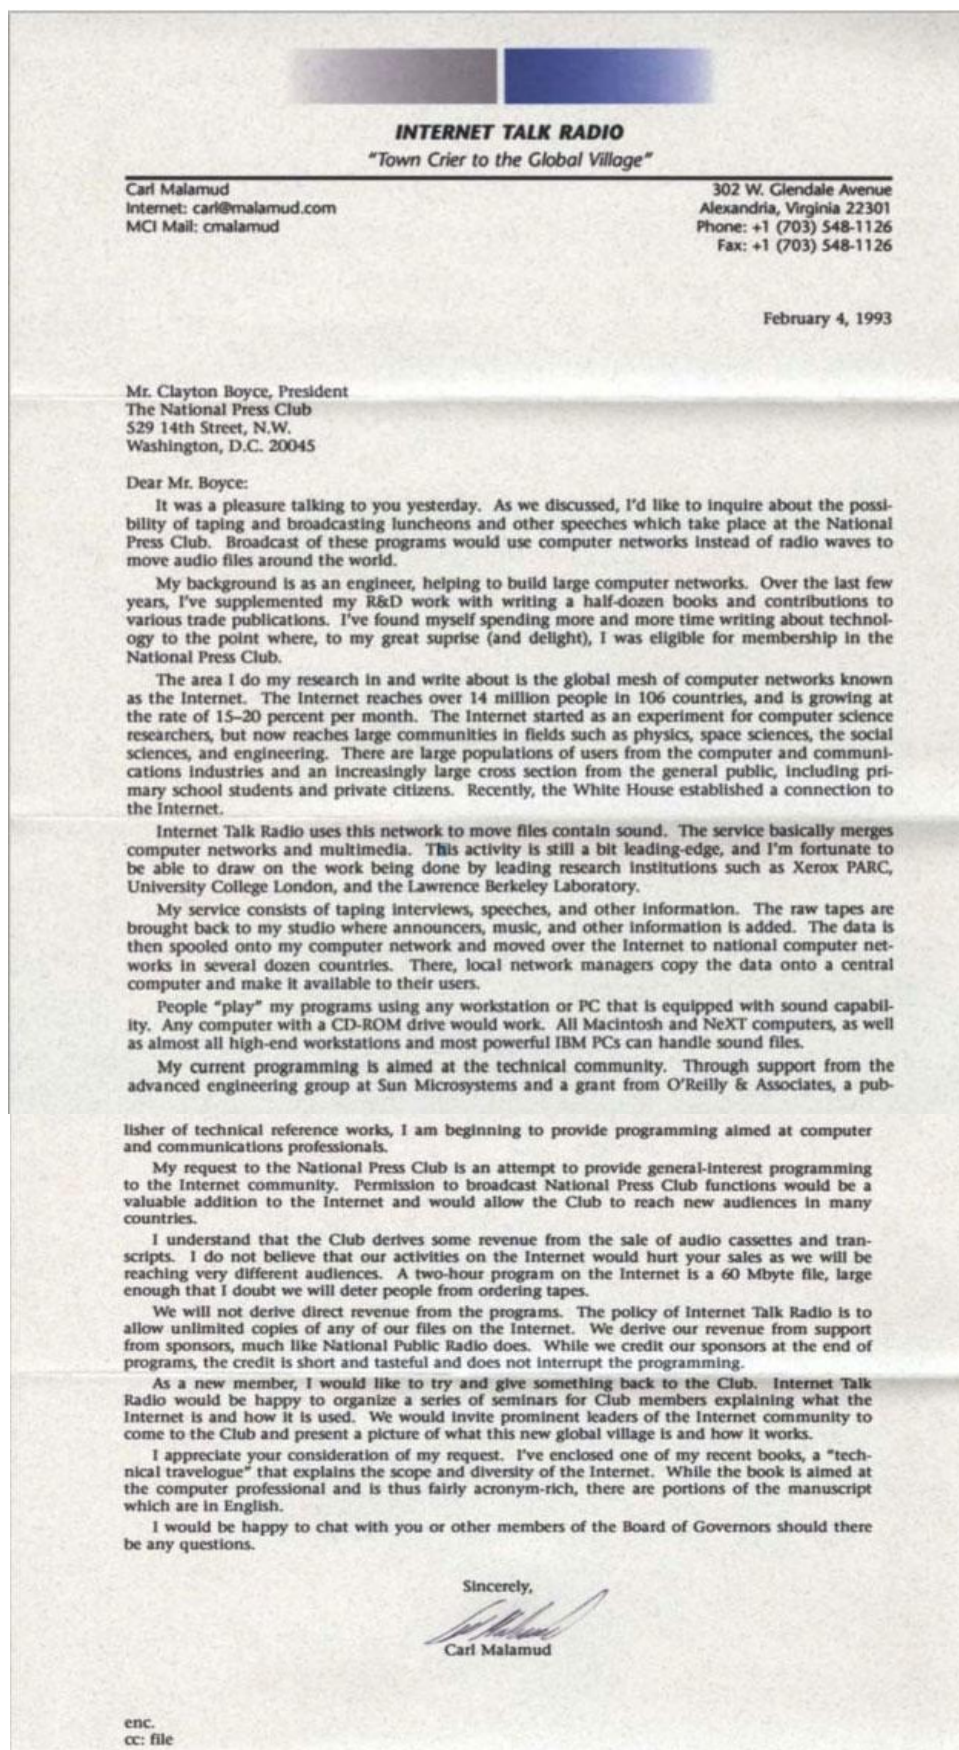 INTERNET TALK RADIO
"Town Crier to the Global Village"
Carl Malamud
Internet: carl@malamud.com
MCI Mail: cmalamud
302 W. Glendale Avenue
Alexandria, Virginia 22301
Phone: +1 (703) 548-1126
Fax: +1 (703) 548-1126
February 4, 1993
Mr. Clayton Boyce, President
The National Press Club
529 14th Street, N.W.
Washington, D.C. 20045
Dear Mr. Boyce:
It was a pleasure talking to you yesterday. As we discussed, I'd like to inquire about the possi-
bility of taping and broadcasting luncheons and other speeches which take place at the National
Press Club. Broadcast of these programs would use computer networks instead of radio waves to
move audio files around the world.
My background is as an engineer, helping to build large computer networks. Over the last few
years, I've supplemented my R&D work with writing a half-dozen books and contributions to
various trade publications. I've found myself spending more and more time writing about technol-
ogy to the point where, to my great suprise (and delight), I was eligible for membership in the
National Press Club.
The area I do my research in and write about is the global mesh of computer networks known
as the Internet. The Internet reaches over 14 million people in 106 countries, and is growing at
the rate of 15–20 percent per month. The Internet started as an experiment for computer science
researchers, but now reaches large communities in fields such as physics, space sciences, the social
sciences, and engineering. There are large populations of users from the computer and communi-
cations industries and an increasingly large cross section from the general public, including pri-
mary school students and private citizens. Recently, the White House established a connection to
the Internet.
Internet Talk Radio uses this network to move files contain sound. The service basically merges
computer networks and multimedia. This activity is still a bit leading-edge, and I'm fortunate to
be able to draw on the work being done by leading research institutions such as Xerox PARC,
University College London, and the Lawrence Berkeley Laboratory.
My service consists of taping interviews, speeches, and other information. The raw tapes are
brought back to my studio where announcers, music, and other information is added. The data is
then spooled onto my computer network and moved over the Internet to national computer net-
works in several dozen countries. There, local network managers copy the data onto a central
computer and make it available to their users.
People "play" my programs using any workstation or PC that is equipped with sound capabil-
ity. Any computer with a CD-ROM drive would work. All Macintosh and NeXT computers, as well
as almost all high-end workstations and most powerful IBM PCs can handle sound files.
My current programming is aimed at the technical community. Through support from the
advanced engineering group at Sun Microsystems and a grant from O'Reilly & Associates, a pub-
lisher of technical reference works, I am beginning to provide programming aimed at computer
and communications professionals.
My request to the National Press Club is an attempt to provide general-interest programming
to the Internet community. Permission to broadcast National Press Club functions would be a
valuable addition to the Internet and would allow the Club to reach new audiences in many
countries.
I understand that the Club derives some revenue from the sale of audio cassettes and tran-
scripts. I do not believe that our activities on the Internet would hurt your sales as we will be
reaching very different audiences. A two-hour program on the Internet is a 60 Mbyte file, large
enough that I doubt we will deter people from ordering tapes.
We will not derive direct revenue from the programs. The policy of Internet Talk Radio is to
allow unlimited copies of any of our files on the Internet. We derive our revenue from support
from sponsors, much like National Public Radio does. While we credit our sponsors at the end of
programs, the credit is short and tasteful and does not interrupt the programming.
As a new member, I would like to try and give something back to the Club. Internet Talk
Radio would be happy to organize a series of seminars for Club members explaining what the
Internet is and how it is used. We would invite prominent leaders of the Internet community to
come to the Club and present a picture of what this new global village is and how it works.
I appreciate your consideration of my request. I've enclosed one of my recent books, a "tech-
nical travelogue" that explains the scope and diversity of the Internet. While the book is aimed at
the computer professional and is thus fairly acronym-rich, there are portions of the manuscript
which are in English.
I would be happy to chat with you or other members of the Board of Governors should there
be any questions.
Sincerely,
Carl Malamud
Carl Malamud
enc.
cc: file